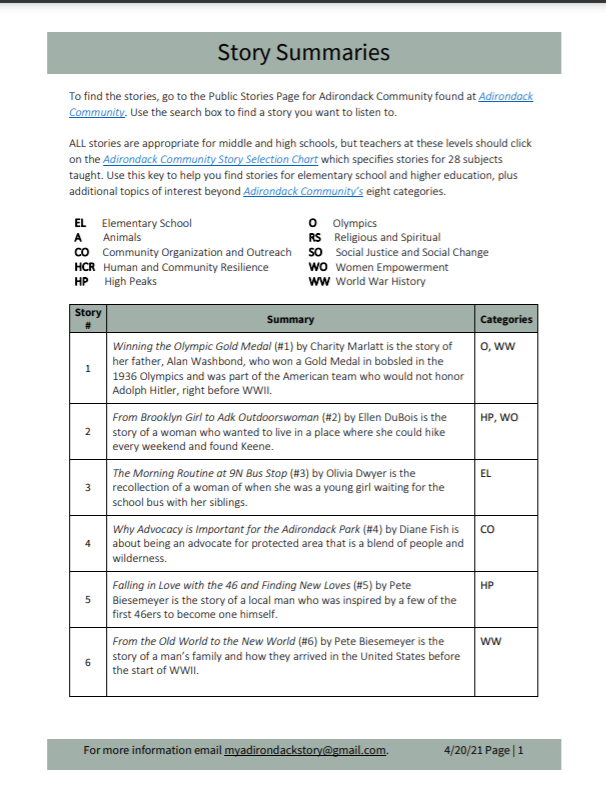 Story Summaries
To find the stories, go to the Public Stories Page for Adirondack Community found at Adirondack
Community. Use the search box to find a story you want to listen to.
ALL stories are appropriate for middle and high schools, but teachers at these levels should click
on the Adirondack Community Story Selection Chart which specifies stories for 28 subjects
taught. Use this key to help you find stories for elementary school and higher education, plus
additional topics of interest beyond Adirondack Community's eight categories.
EL Elementary School
A Animals
CO Community Organization and Outreach
HCR Human and Community Resilience
HP High Peaks
O Olympics
RS Religious and Spiritual
SO Social Justice and Social Change
WO Women Empowerment
WW World War History
Story
#
Summary
Categories
1
Winning the Olympic Gold Medal (#1) by Charity Marlatt is the story of
her father, Alan Washbond, who won a Gold Medal in bobsled in the
1936 Olympics and was part of the American team who would not honor
Adolph Hitler, right before WWII.
O, WW
2
From Brooklyn Girl to Adk Outdoorswoman (#2) by Ellen DuBois is the
story of a woman who wanted to live in a place where she could hike
every weekend and found Keene.
HP, WO
3
The Morning Routine at 9N Bus Stop (#3) by Olivia Dwyer is the
recollection of a woman of when she was a young girl waiting for the
school bus with her siblings.
EL
4
Why Advocacy is Important for the Adirondack Park (#4) by Diane Fish is
about being an advocate for protected area that is a blend of people and
wilderness.
CO
5
Falling in Love with the 46 and Finding New Loves (#5) by Pete
Biesemeyer is the story of a local man who was inspired by a few of the
first 46ers to become one himself.
HP
6
From the Old World to the New World (#6) by Pete Biesemeyer is the
story of a man's family and how they arrived in the United States before
the start of WWII.
WW
For more information email myadirondackstory@gmail.com. 4/20/21 Page | 1